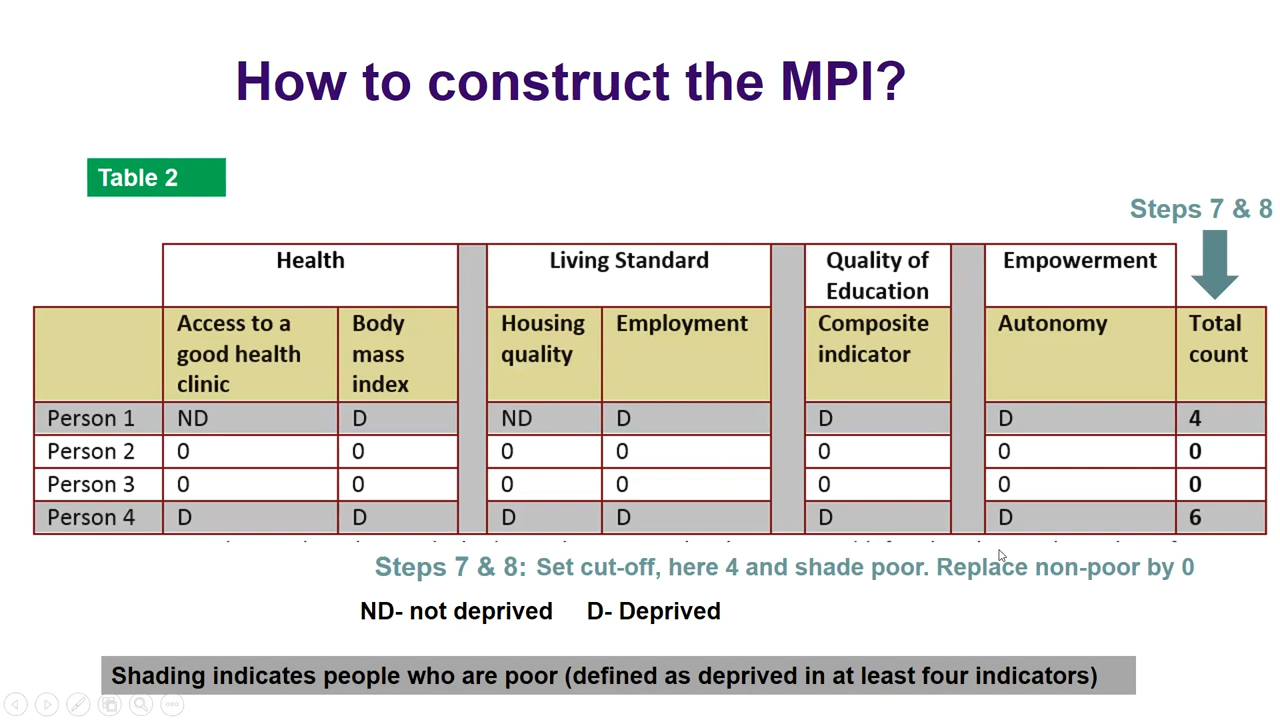 How to construct the MPI?
Table 2
Steps 7 & 8
Health Living Standard Quality of Education Empowerment
Access to a good health clinic Body mass index Housing quality Employment Composite indicator Autonomy Total count
Person 1 ND D ND D D D 4
Person 2 0 0 0 0 0 0 0
Person 3 0 0 0 0 0 0 0
Person 4 D D D D D D 6
Steps 7 & 8: Set cut-off, here 4 and shade poor. Replace non-poor by 0
ND- not deprived D- Deprived
Shading indicates people who are poor (defined as deprived in at least four indicators)